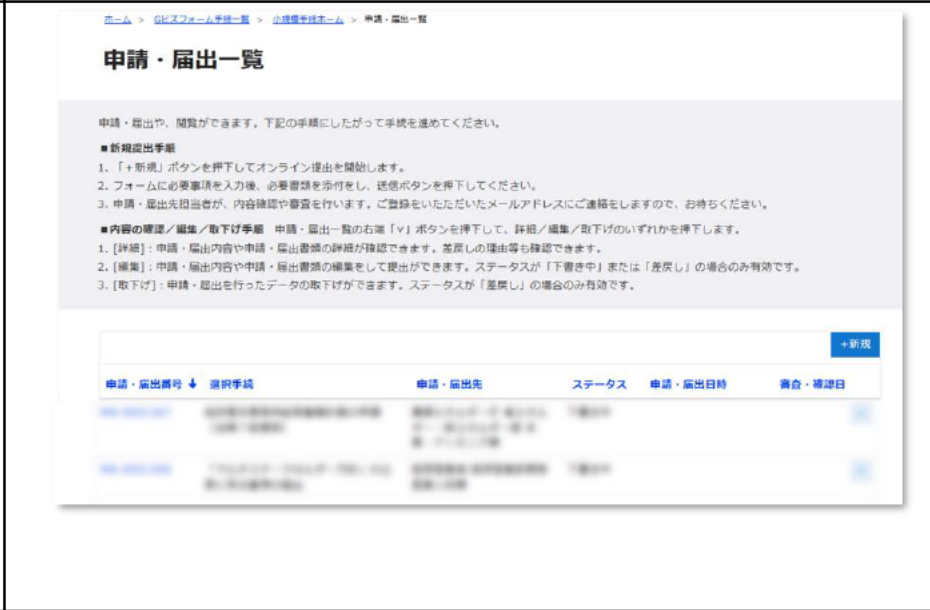 ホーム > Gビズフォーム手続一覧 > 小規模手続ホーム > 申請・届出一覧
申請・届出一覧
申請・届出や、閲覧ができます。下記の手順にしたがって手続を進めてください。
■新規提出手順
1. 「+新規」ボタンを押下してオンライン提出を開始します。
2. フォームに必要事項を入力後、必要書類を添付をし、送信ボタンを押下してください。
3. 申請・届出先担当者が、内容確認や審査を行います。ご登録をいたただいたメールアドレスにご連絡をしますので、お待ちください。
■内容の確認／編集／取下げ手順 申請・届出一覧の右端「∨」ボタンを押下して、詳細／編集／取下げのいずれかを押下します。
1. [詳細]：申請・届出内容や申請・届出書類の詳細が確認できます。差戻しの理由等も確認できます。
2. [編集]：申請・届出内容や申請・届出書類の編集をして提出ができます。ステータスが「下書き中」または「差戻し」の場合のみ有効です。
3. [取下げ]：申請・届出を行ったデータの取下げができます。ステータスが「差戻し」の場合のみ有効です。
+新規
申請・届出番号 ↓ 選択手続 申請・届出先 ステータス 申請・届出日時 審査・確認日